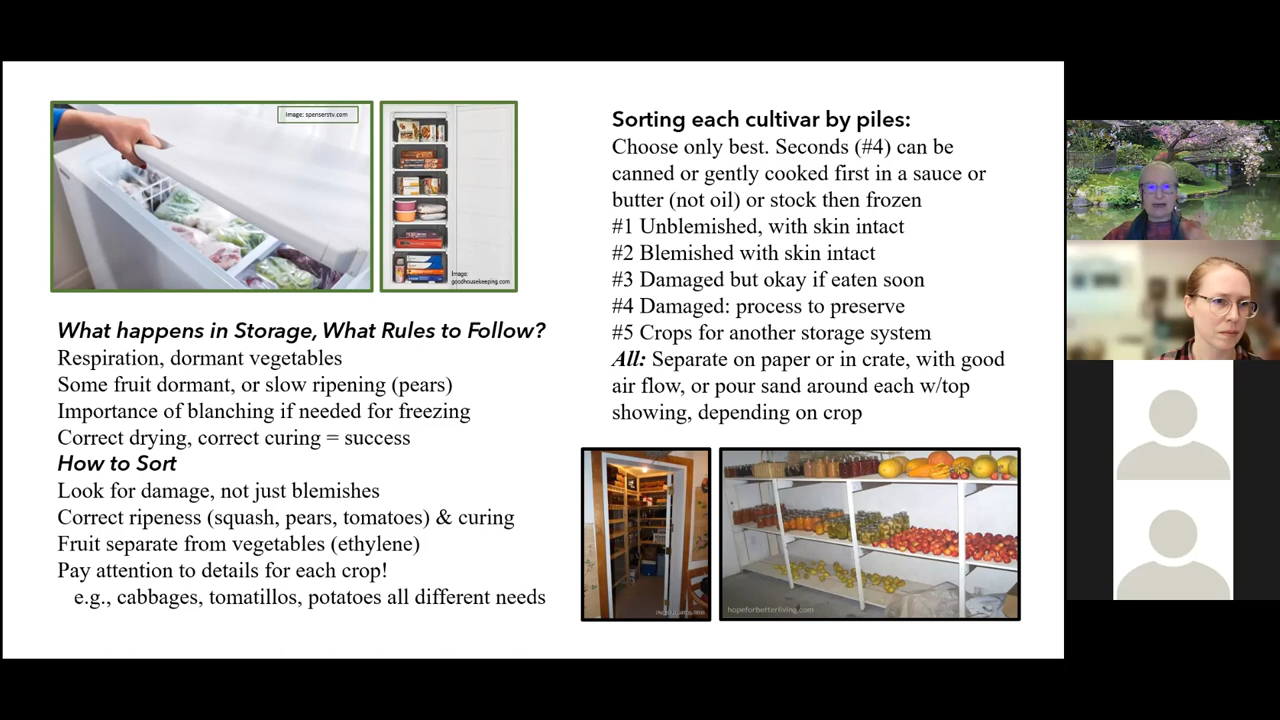 Image: spenserstv.com
Image:
goodhousekeeping.com
What happens in Storage, What Rules to Follow?
Respiration, dormant vegetables
Some fruit dormant, or slow ripening (pears)
Importance of blanching if needed for freezing
Correct drying, correct curing = success
How to Sort
Look for damage, not just blemishes
Correct ripeness (squash, pears, tomatoes) & curing
Fruit separate from vegetables (ethylene)
Pay attention to details for each crop!
e.g., cabbages, tomatillos, potatoes all different needs
Sorting each cultivar by piles:
Choose only best. Seconds (#4) can be
canned or gently cooked first in a sauce or
butter (not oil) or stock then frozen
#1 Unblemished, with skin intact
#2 Blemished with skin intact
#3 Damaged but okay if eaten soon
#4 Damaged: process to preserve
#5 Crops for another storage system
All: Separate on paper or in crate, with good
air flow, or pour sand around each w/top
showing, depending on crop
hopeforbetterliving.com